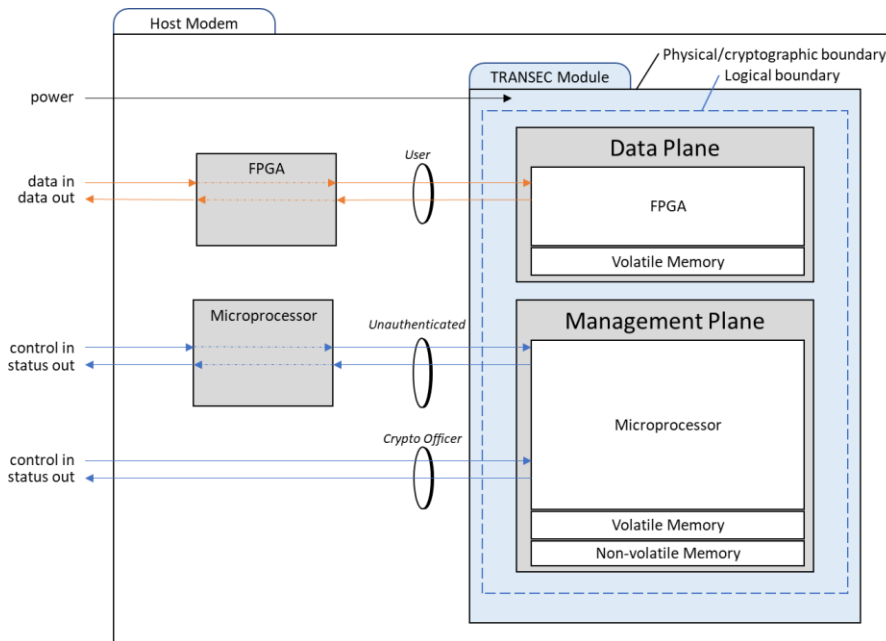 Host Modem
Physical/cryptographic boundary
TRANSEC Module
Logical boundary
power
User
Data Plane
FPGA
data in
data out
FPGA
Volatile Memory
Microprocessor
Unauthenticated
Management Plane
control in
status out
Microprocessor
Crypto Officer
control in
status out
Volatile Memory
Non-volatile Memory